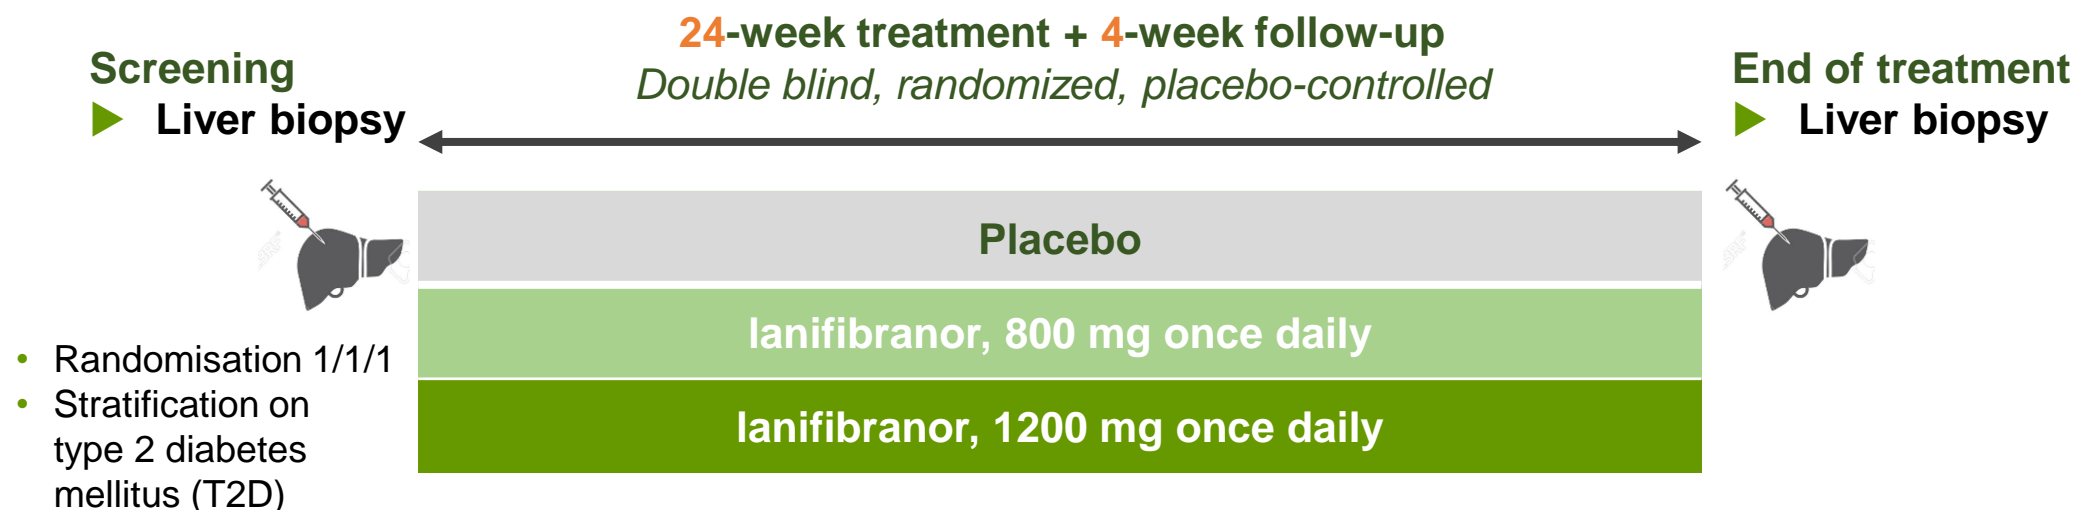 24-week treatment + 4-week follow-up
Double blind, randomized, placebo-controlled
Screening
Liver biopsy
End of treatment
Liver biopsy
Placebo
lanifibranor, 800 mg once daily
lanifibranor, 1200 mg once daily
• Randomisation 1/1/1
• Stratification on
type 2 diabetes
mellitus (T2D)